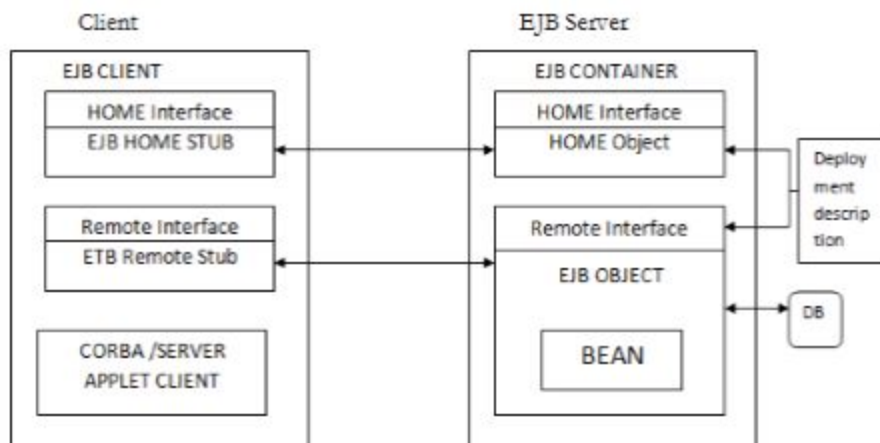 Client
EJB Server
EJB CLIENT
HOME Interface
EJB HOME STUB
Remote Interface
ETB Remote Stub
CORBA /SERVER
APPLET CLIENT
EJB CONTAINER
HOME Interface
HOME Object
Remote Interface
EJB OBJECT
BEAN
Deploy
ment
descrip
tion
DB